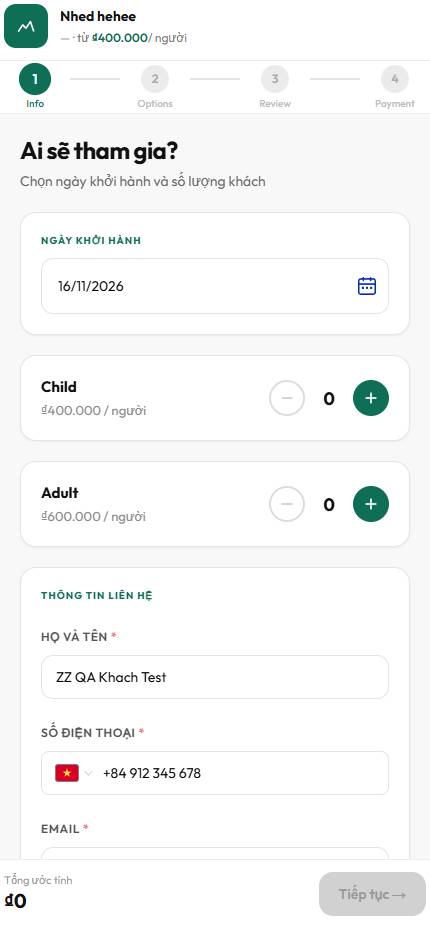 Nhed hehee
— · từ ₫400.000/ người
1
Info
2
Options
3
Review
4
Payment
Ai sẽ tham gia?
Chọn ngày khởi hành và số lượng khách
NGÀY KHỞI HÀNH
16/11/2026
Child
₫400.000 / người
0
Adult
₫600.000 / người
0
THÔNG TIN LIÊN HỆ
HỌ VÀ TÊN *
ZZ QA Khach Test
SỐ ĐIỆN THOẠI *
+84 912 345 678
EMAIL *
Tổng ước tính
₫0
Tiếp tục →